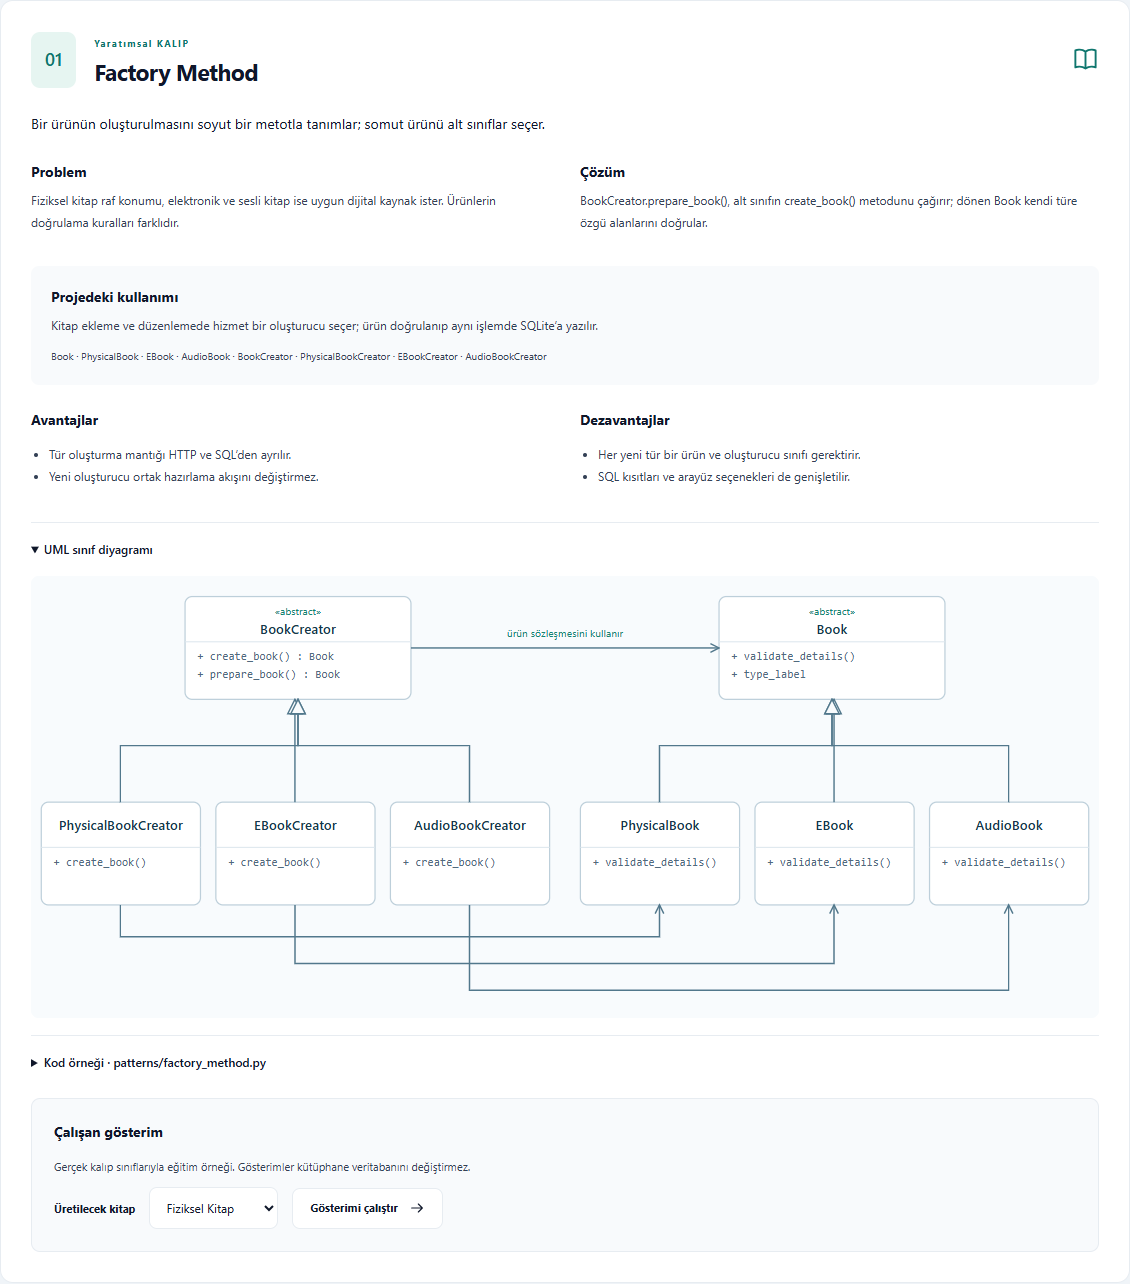 01
Yaratımsal KALIP
Factory Method
Bir ürünün oluşturulmasını soyut bir metotla tanımlar; somut ürünü alt sınıflar seçer.
Problem
Fiziksel kitap raf konumu, elektronik ve sesli kitap ise uygun dijital kaynak ister. Ürünlerin
doğrulama kuralları farklıdır.
Çözüm
BookCreator.prepare_book(), alt sınıfın create_book() metodunu çağırır; dönen Book kendi türe
özgü alanlarını doğrular.
Projedeki kullanımı
Kitap ekleme ve düzenlemede hizmet bir oluşturucu seçer; ürün doğrulanıp aynı işlemde SQLite’a yazılır.
Book · PhysicalBook · EBook · AudioBook · BookCreator · PhysicalBookCreator · EBookCreator · AudioBookCreator
Avantajlar
• Tür oluşturma mantığı HTTP ve SQL’den ayrılır.
• Yeni oluşturucu ortak hazırlama akışını değiştirmez.
Dezavantajlar
• Her yeni tür bir ürün ve oluşturucu sınıfı gerektirir.
• SQL kısıtları ve arayüz seçenekleri de genişletilir.
▼ UML sınıf diyagramı
«abstract»
BookCreator
+ create_book() : Book
+ prepare_book() : Book
ürün sözleşmesini kullanır
«abstract»
Book
+ validate_details()
+ type_label
PhysicalBookCreator
+ create_book()
EBookCreator
+ create_book()
AudioBookCreator
+ create_book()
PhysicalBook
+ validate_details()
EBook
+ validate_details()
AudioBook
+ validate_details()
▶ Kod örneği · patterns/factory_method.py
Çalışan gösterim
Gerçek kalıp sınıflarıyla eğitim örneği. Gösterimler kütüphane veritabanını değiştirmez.
Üretilecek kitap
Fiziksel Kitap
Gösterimi çalıştır →